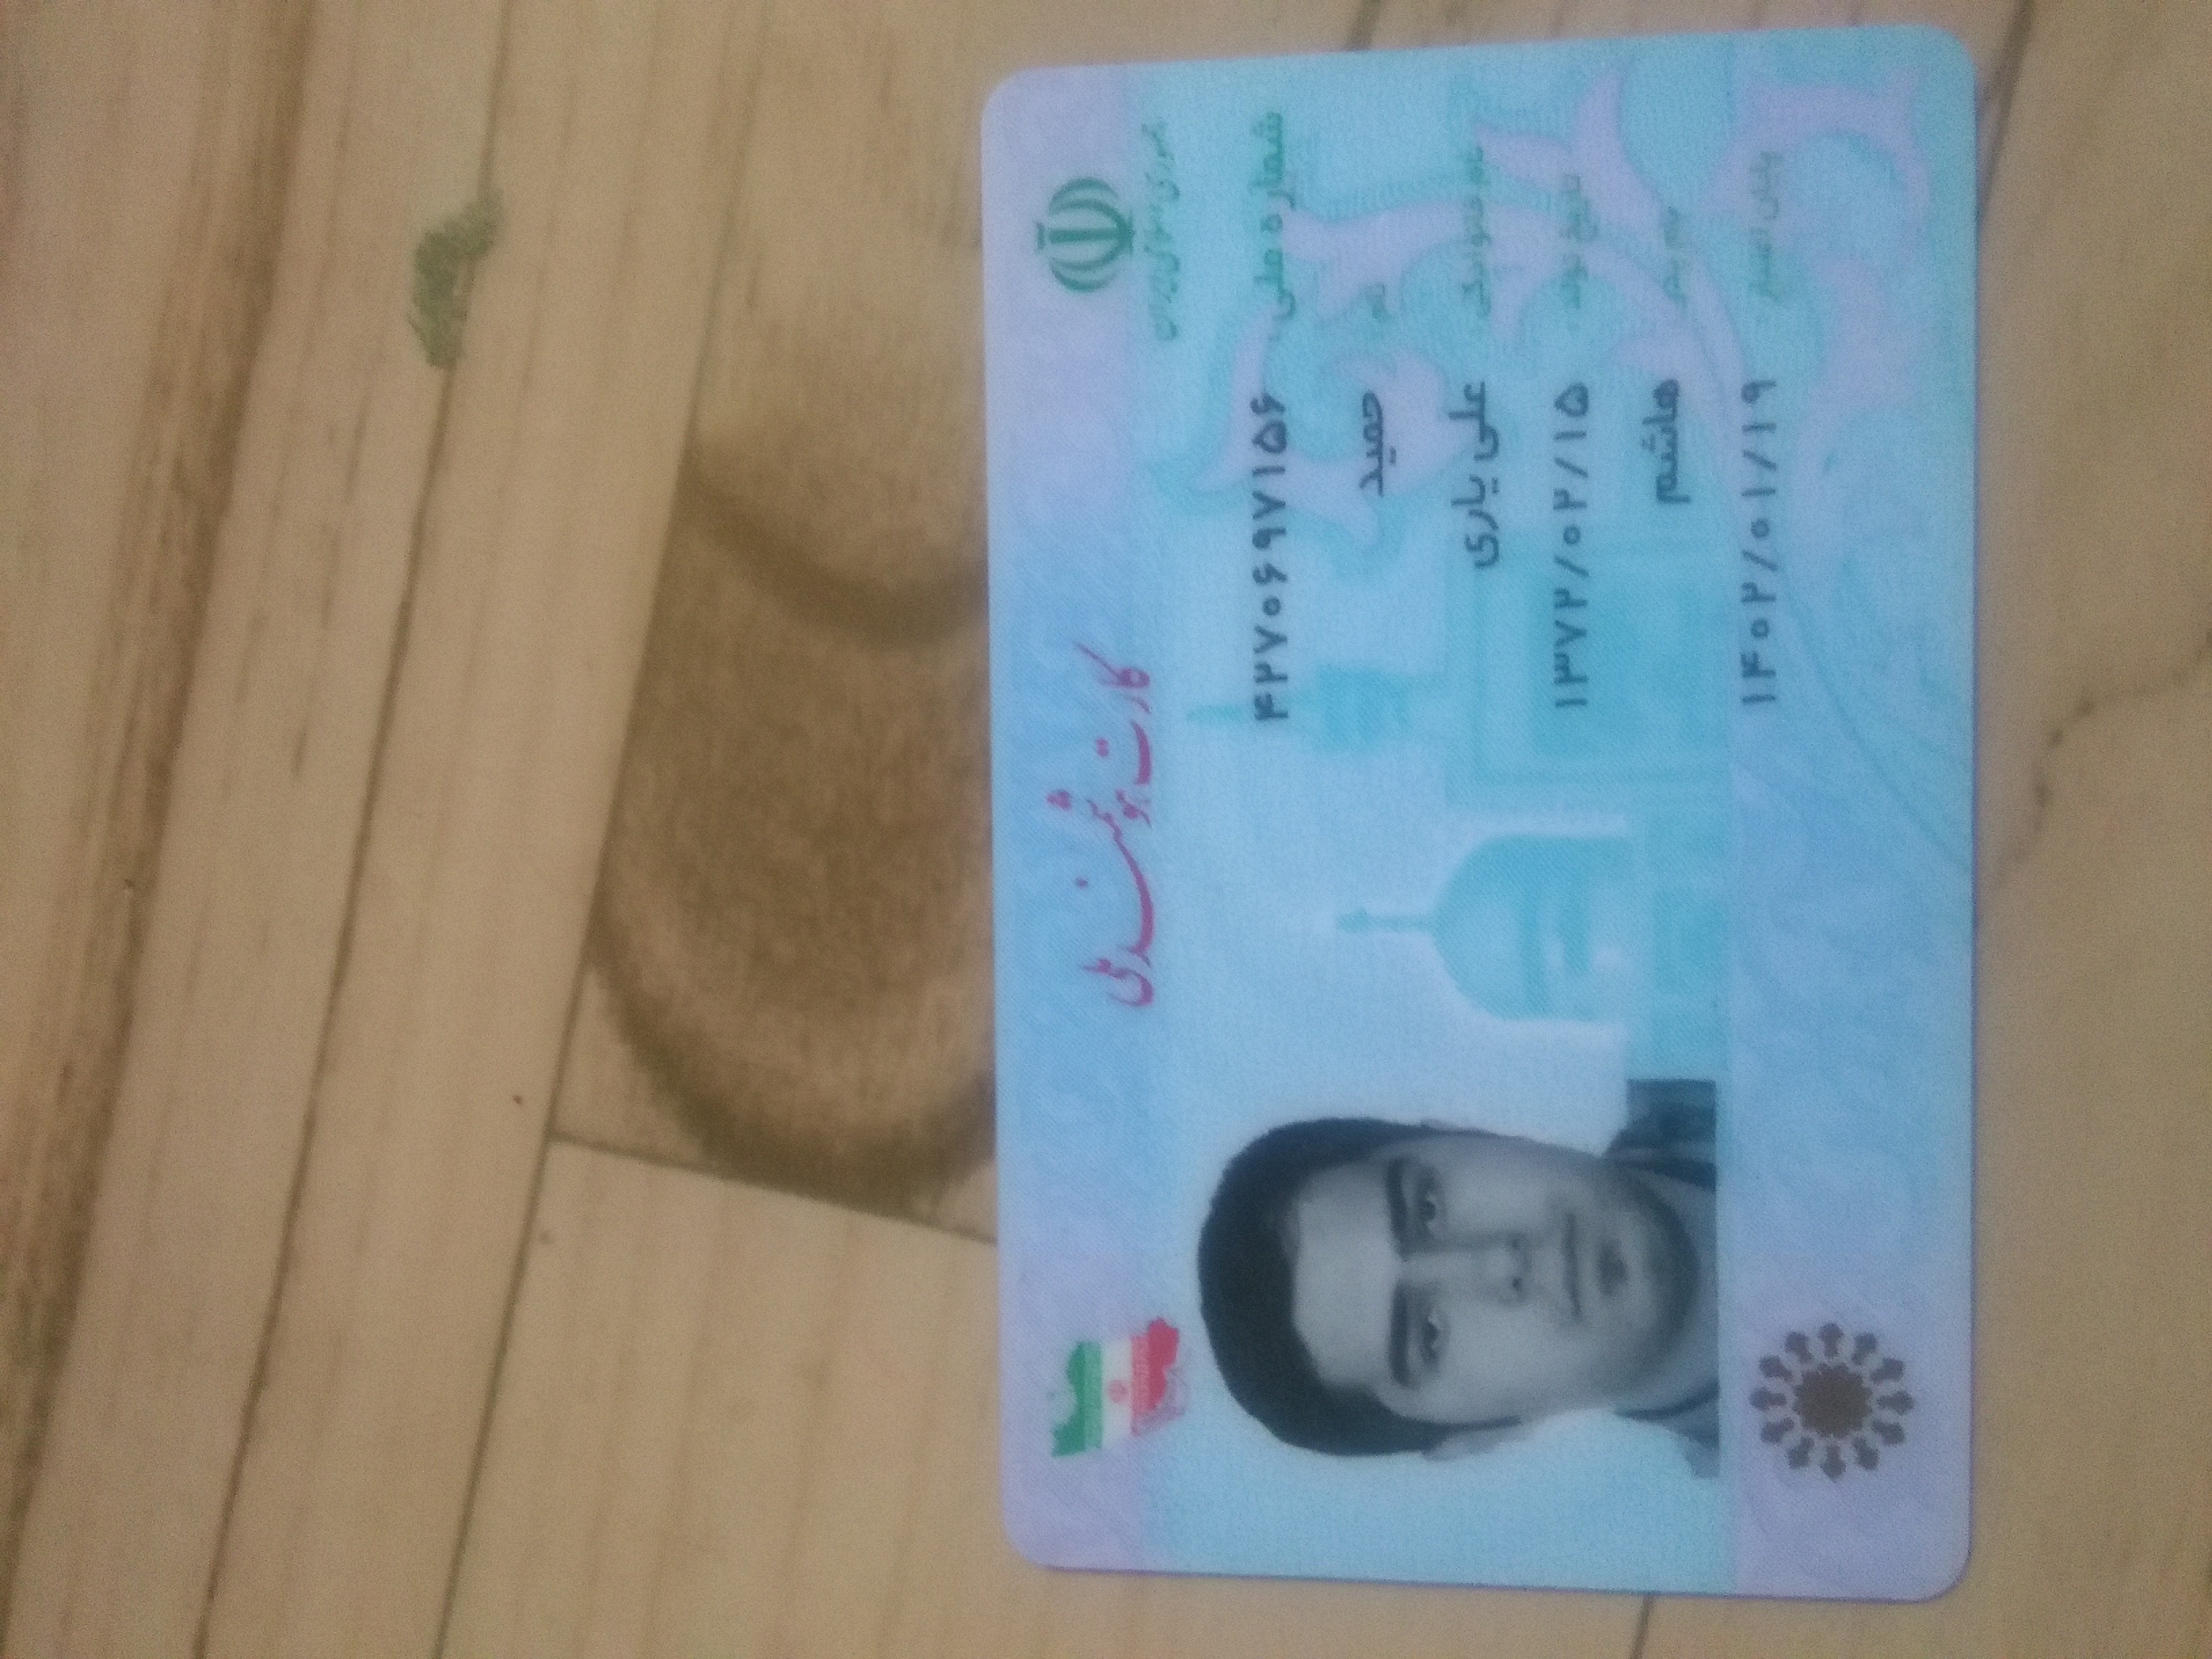 جمهوری اسلامی ایران
کارت هوشمند ملی
شماره ملی: ۴۲۷۰۶۹۷۱۵۶
نام: حمید
نام خانوادگی: علی یاری
تاریخ تولد: ۱۳۷۲/۰۲/۱۵
نام پدر: هاشم
پایان اعتبار: ۱۴۰۲/۰۱/۱۹